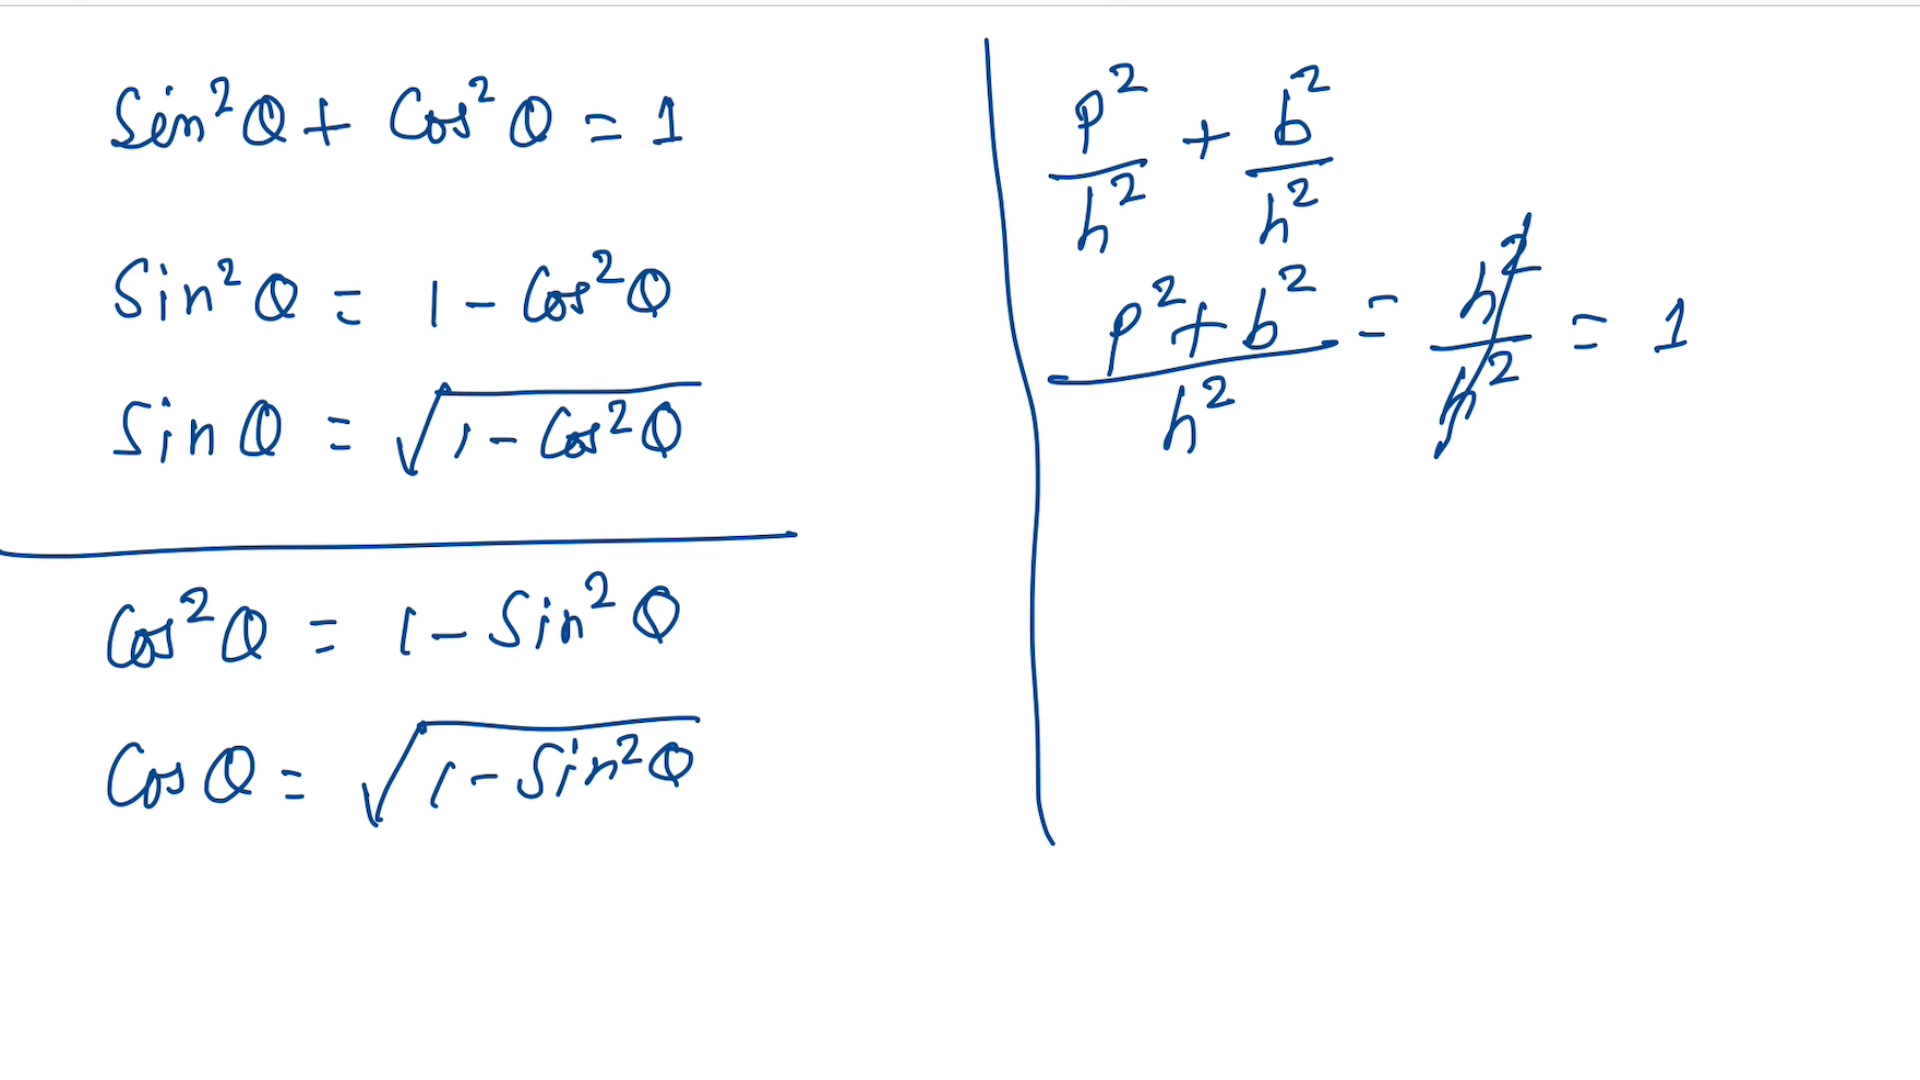 Sin²θ + Cos²θ = 1
Sin²θ = 1 - Cos²θ
Sinθ = √(1 - Cos²θ)
Cos²θ = 1 - Sin²θ
Cosθ = √(1 - Sin²θ)
p²/h² + b²/h²
(p² + b²)/h² = h²/h² = 1